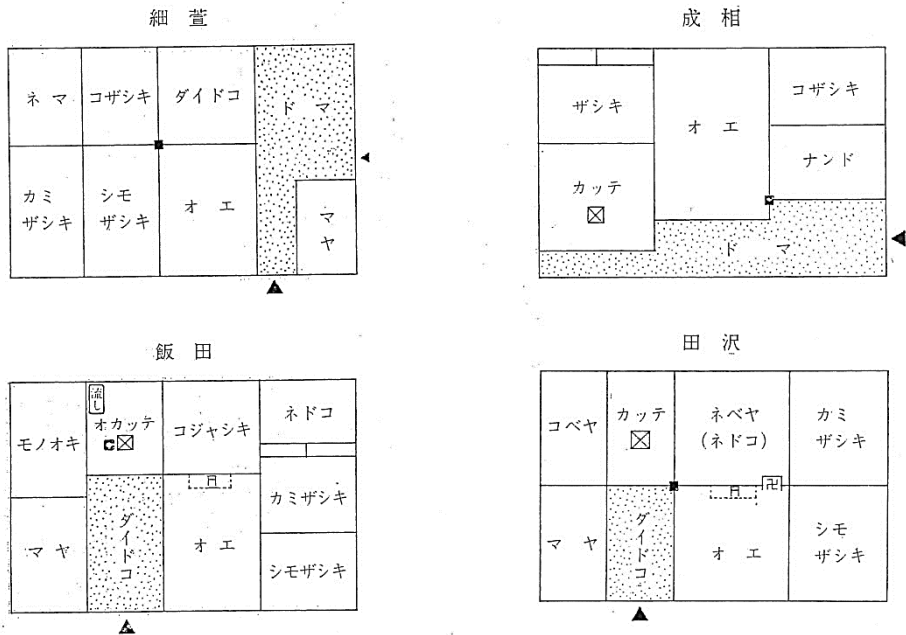 細萱
ネマ
コザシキ
ダイドコ
ドマ
カミ
ザシキ
シモ
ザシキ
オエ
マヤ
成相
ザシキ
オエ
コザシキ
ナンド
カッテ
ドマ
飯田
モノオキ
流し
オカッテ
コジャシキ
ネドコ
カミザシキ
マヤ
ダイドコ
オエ
シモザシキ
田沢
コベヤ
カッテ
ネベヤ
(ネドコ)
カミ
ザシキ
卍
マヤ
ダイドコ
オエ
シモ
ザシキ